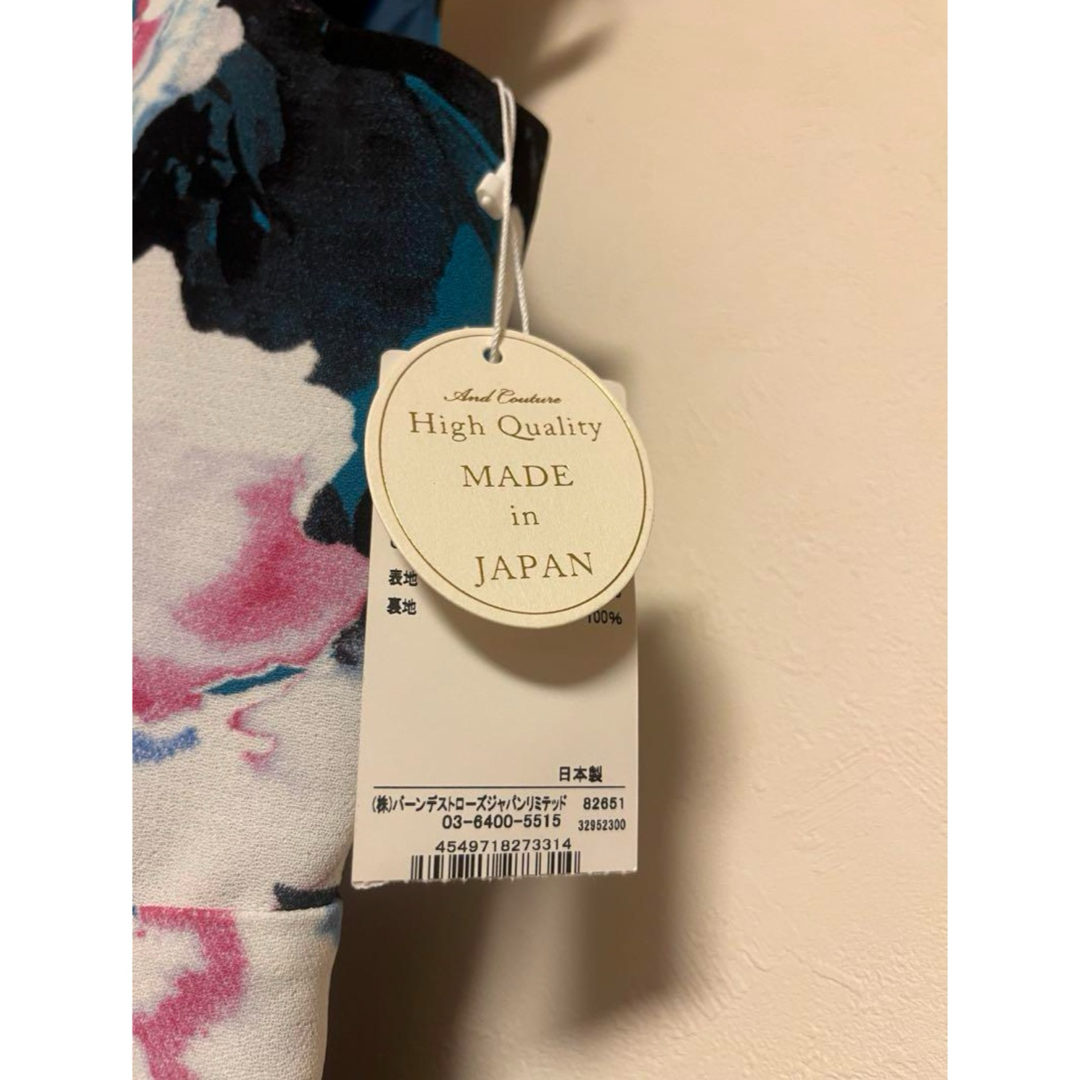 And Couture
High Quality
MADE
in
JAPAN
表地
裏地
100%
日本製
(株)バーンデストローズジャパンリミテッド 82651
03-6400-5515 32952300
4549718273314